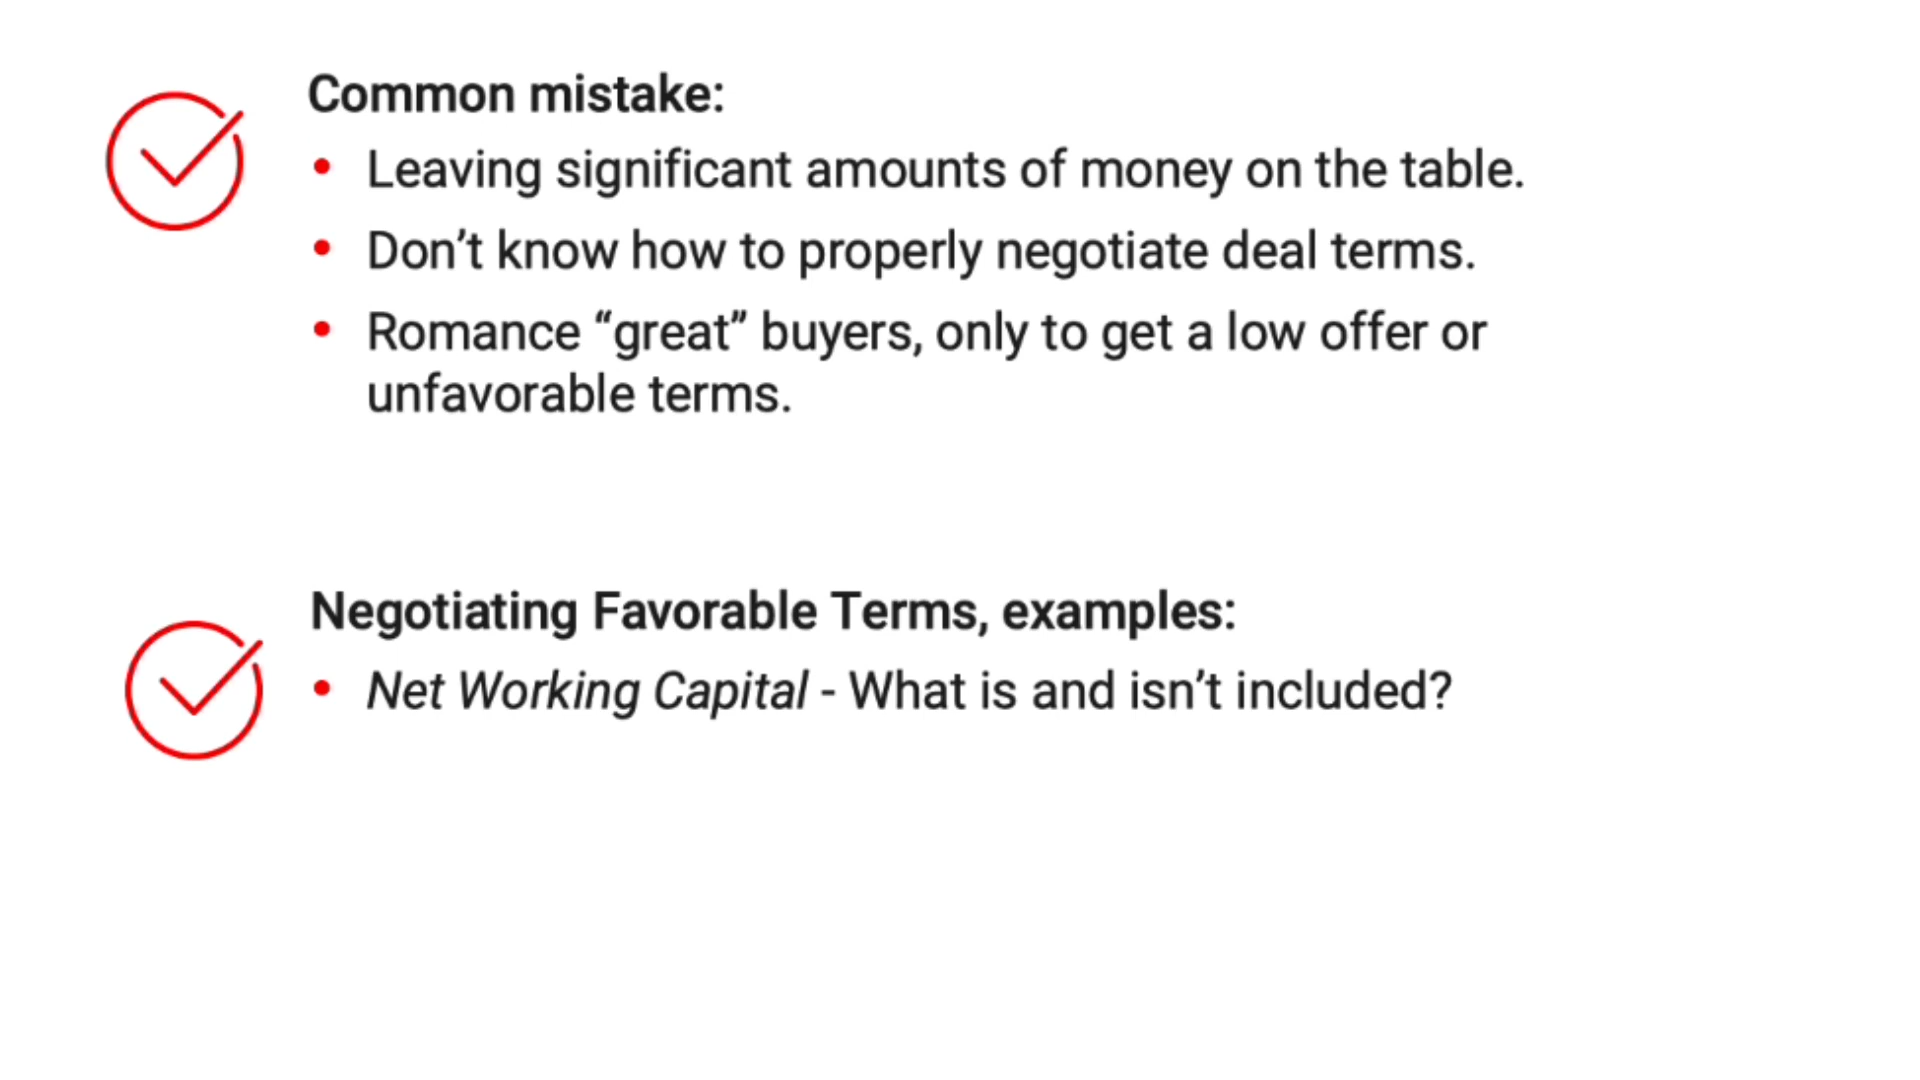 Common mistake:
• Leaving significant amounts of money on the table.
• Don’t know how to properly negotiate deal terms.
• Romance “great” buyers, only to get a low offer or
unfavorable terms.
Negotiating Favorable Terms, examples:
• Net Working Capital - What is and isn’t included?